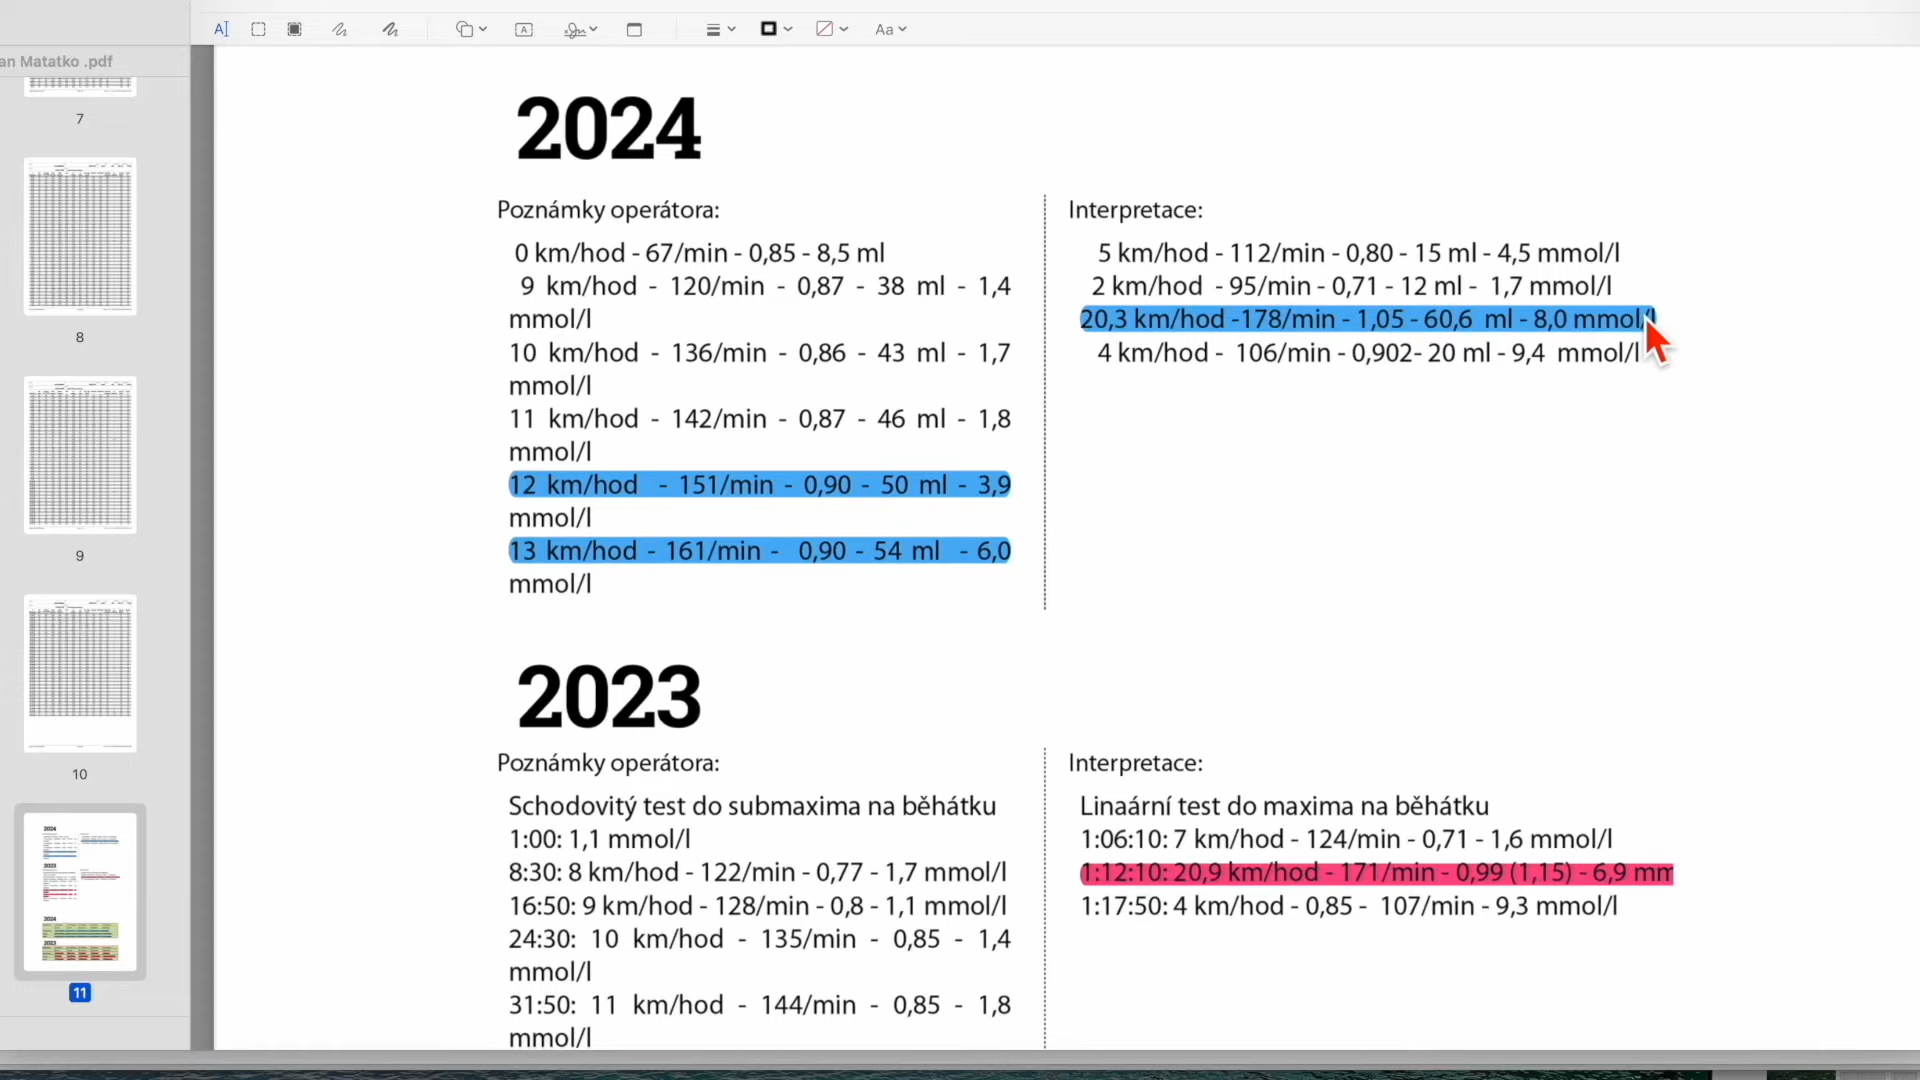 an Matatko .pdf
Aa
7
8
9
10
11
2024
Poznámky operátora:
0 km/hod - 67/min - 0,85 - 8,5 ml
9 km/hod - 120/min - 0,87 - 38 ml - 1,4
mmol/l
10 km/hod - 136/min - 0,86 - 43 ml - 1,7
mmol/l
11 km/hod - 142/min - 0,87 - 46 ml - 1,8
mmol/l
12 km/hod - 151/min - 0,90 - 50 ml - 3,9
mmol/l
13 km/hod - 161/min - 0,90 - 54 ml - 6,0
mmol/l
Interpretace:
5 km/hod - 112/min - 0,80 - 15 ml - 4,5 mmol/l
2 km/hod - 95/min - 0,71 - 12 ml - 1,7 mmol/l
20,3 km/hod -178/min - 1,05 - 60,6 ml - 8,0 mmol/l
4 km/hod - 106/min - 0,902- 20 ml - 9,4 mmol/l
2023
Poznámky operátora:
Schodovitý test do submaxima na běhátku
1:00: 1,1 mmol/l
8:30: 8 km/hod - 122/min - 0,77 - 1,7 mmol/l
16:50: 9 km/hod - 128/min - 0,8 - 1,1 mmol/l
24:30: 10 km/hod - 135/min - 0,85 - 1,4
mmol/l
31:50: 11 km/hod - 144/min - 0,85 - 1,8
mmol/l
Interpretace:
Linaární test do maxima na běhátku
1:06:10: 7 km/hod - 124/min - 0,71 - 1,6 mmol/l
1:12:10: 20,9 km/hod - 171/min - 0,99 (1,15) - 6,9 mm
1:17:50: 4 km/hod - 0,85 - 107/min - 9,3 mmol/l